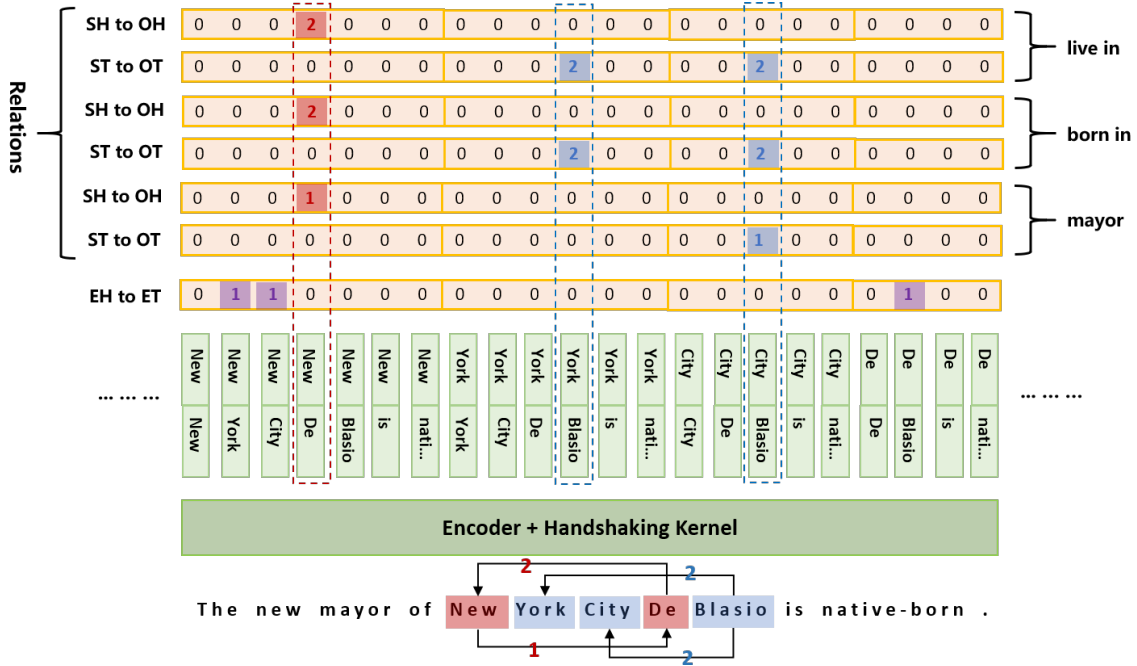 SH to OH 0 0 0 2 0 0 0 0 0 0 0 0 0 0 0 0 0 0 0 0 0 0
live in
ST to OT 0 0 0 0 0 0 0 0 0 0 2 0 0 0 0 2 0 0 0 0 0 0
Relations
SH to OH 0 0 0 2 0 0 0 0 0 0 0 0 0 0 0 0 0 0 0 0 0 0
born in
ST to OT 0 0 0 0 0 0 0 0 0 0 2 0 0 0 0 2 0 0 0 0 0 0
SH to OH 0 0 0 1 0 0 0 0 0 0 0 0 0 0 0 0 0 0 0 0 0 0
mayor
ST to OT 0 0 0 0 0 0 0 0 0 0 0 0 0 0 0 1 0 0 0 0 0 0
EH to ET 0 1 1 0 0 0 0 0 0 0 0 0 0 0 0 0 0 0 0 1 0 0
New New New New New New New York York York York York York City City City City City De De De De
... ... ... ... ... ...
New York City De Blasio is nati... York City De Blasio is nati... City De Blasio is nati... De Blasio is nati...
Encoder + Handshaking Kernel
2 2
The new mayor of New York City De Blasio is native-born .
1 2